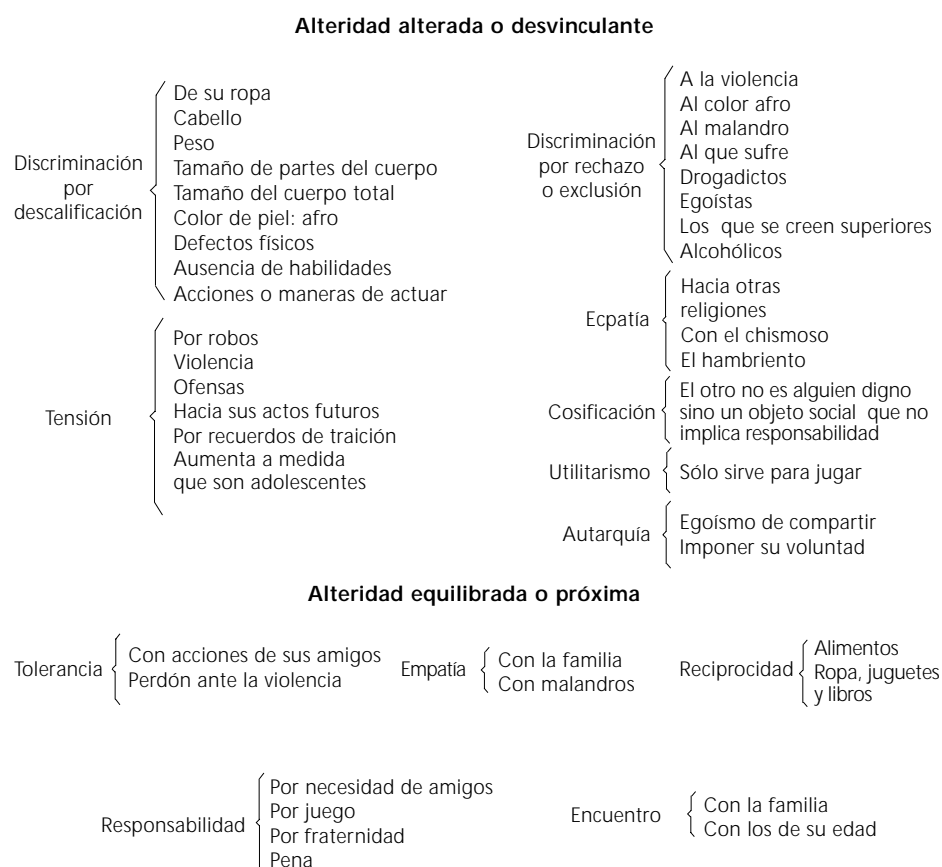 Alteridad alterada o desvinculante
Discriminación
por
descalificación
De su ropa
Cabello
Peso
Tamaño de partes del cuerpo
Tamaño del cuerpo total
Color de piel: afro
Defectos físicos
Ausencia de habilidades
Acciones o maneras de actuar
Tensión
Por robos
Violencia
Ofensas
Hacia sus actos futuros
Por recuerdos de traición
Aumenta a medida
que son adolescentes
Discriminación
por rechazo
o exclusión
A la violencia
Al color afro
Al malandro
Al que sufre
Drogadictos
Egoístas
Los que se creen superiores
Alcohólicos
Ecpatía
Hacia otras
religiones
Con el chismoso
El hambriento
Cosificación
El otro no es alguien digno
sino un objeto social que no
implica responsabilidad
Utilitarismo
Sólo sirve para jugar
Autarquía
Egoísmo de compartir
Imponer su voluntad
Alteridad equilibrada o próxima
Tolerancia
Con acciones de sus amigos
Perdón ante la violencia
Empatía
Con la familia
Con malandros
Reciprocidad
Alimentos
Ropa, juguetes
y libros
Responsabilidad
Por necesidad de amigos
Por juego
Por fraternidad
Pena
Encuentro
Con la familia
Con los de su edad